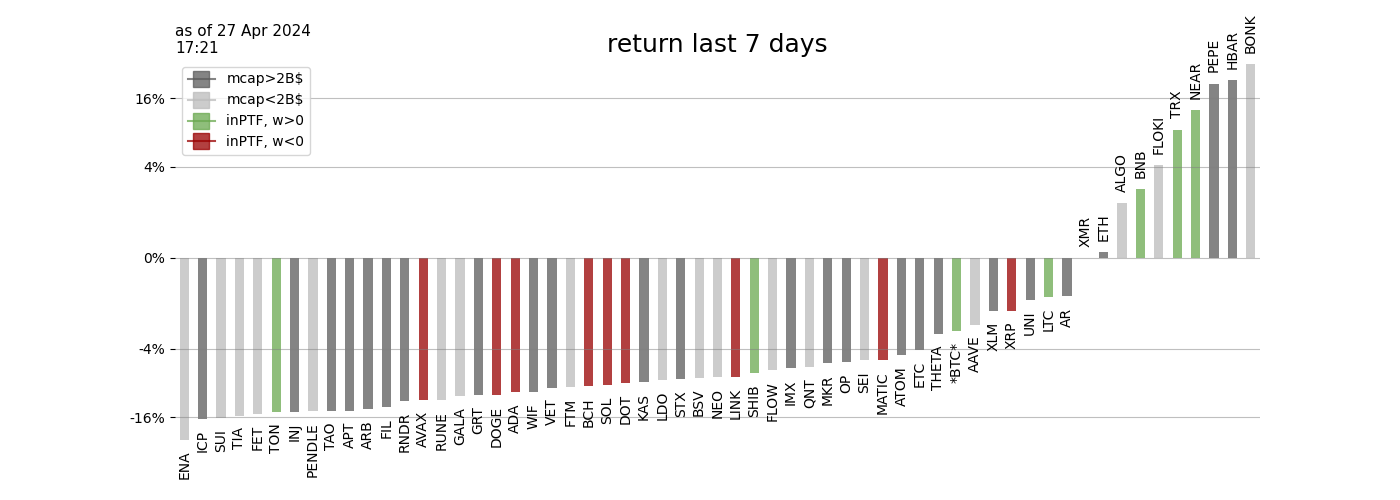 as of 27 Apr 2024
17:21
return last 7 days
mcap>2B$
mcap<2B$
inPTF, w>0
inPTF, w<0
16%
4%
0%
-4%
-16%
ENA
ICP
SUI
TIA
FET
TON
INJ
PENDLE
TAO
APT
ARB
FIL
RNDR
AVAX
RUNE
GALA
GRT
DOGE
ADA
WIF
VET
FTM
BCH
SOL
DOT
KAS
LDO
STX
BSV
NEO
LINK
SHIB
FLOW
IMX
QNT
MKR
OP
SEI
MATIC
ATOM
ETC
THETA
*BTC*
AAVE
XLM
XRP
UNI
LTC
AR
XMR
ETH
ALGO
BNB
FLOKI
TRX
NEAR
PEPE
HBAR
BONK